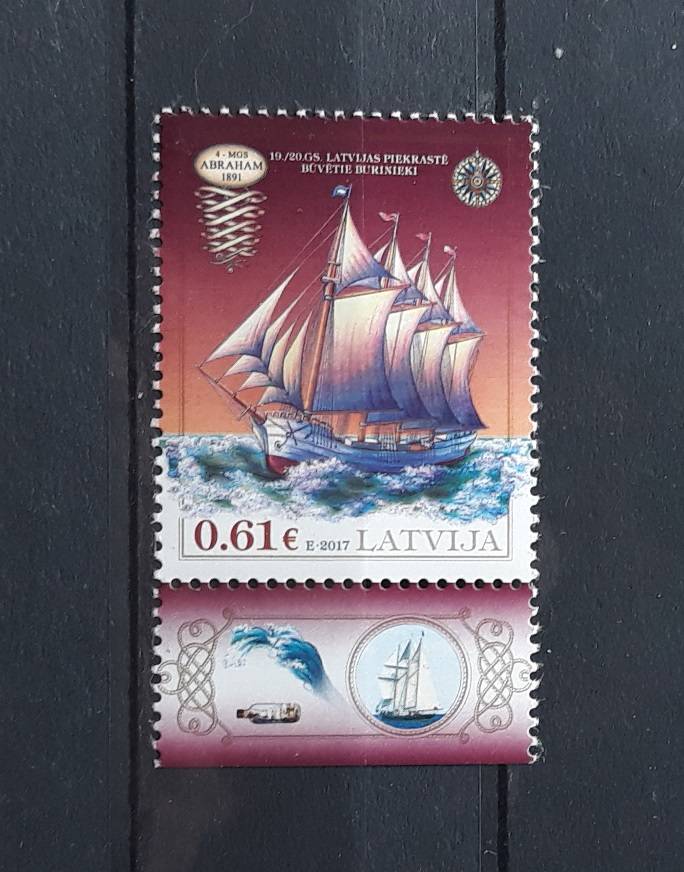 4 - MGS
ABRAHAM
1891
19./20.GS. LATVIJAS PIEKRASTĒ
BŪVĒTIE BURINIEKI
0.61€ E·2017 LATVIJA